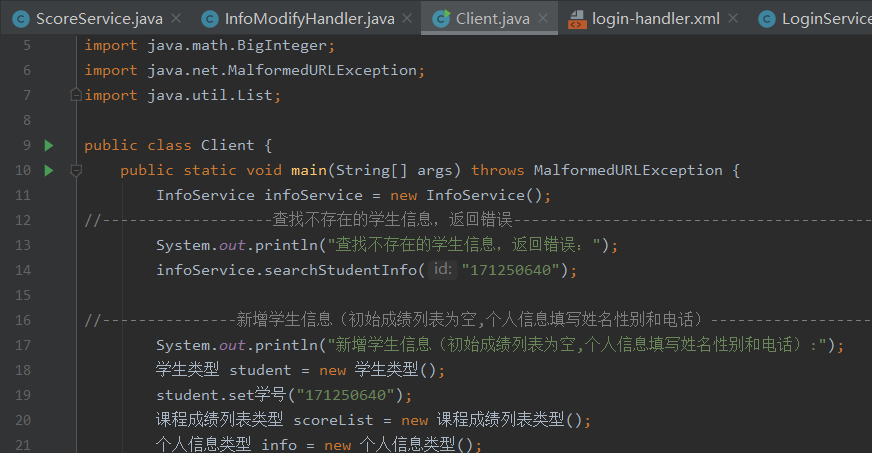 ScoreService.java InfoModifyHandler.java Client.java login-handler.xml LoginService
5 import java.math.BigInteger;
6 import java.net.MalformedURLException;
7 import java.util.List;
8
9 public class Client {
10 public static void main(String[] args) throws MalformedURLException {
11 InfoService infoService = new InfoService();
12 //-------------------查找不存在的学生信息，返回错误----------------------------------------
13 System.out.println("查找不存在的学生信息，返回错误：");
14 infoService.searchStudentInfo( id: "171250640");
15
16 //---------------新增学生信息（初始成绩列表为空,个人信息填写姓名性别和电话）------------------
17 System.out.println("新增学生信息（初始成绩列表为空,个人信息填写姓名性别和电话）:");
18 学生类型 student = new 学生类型();
19 student.set学号("171250640");
20 课程成绩列表类型 scoreList = new 课程成绩列表类型();
21 个人信息类型 info = new 个人信息类型();